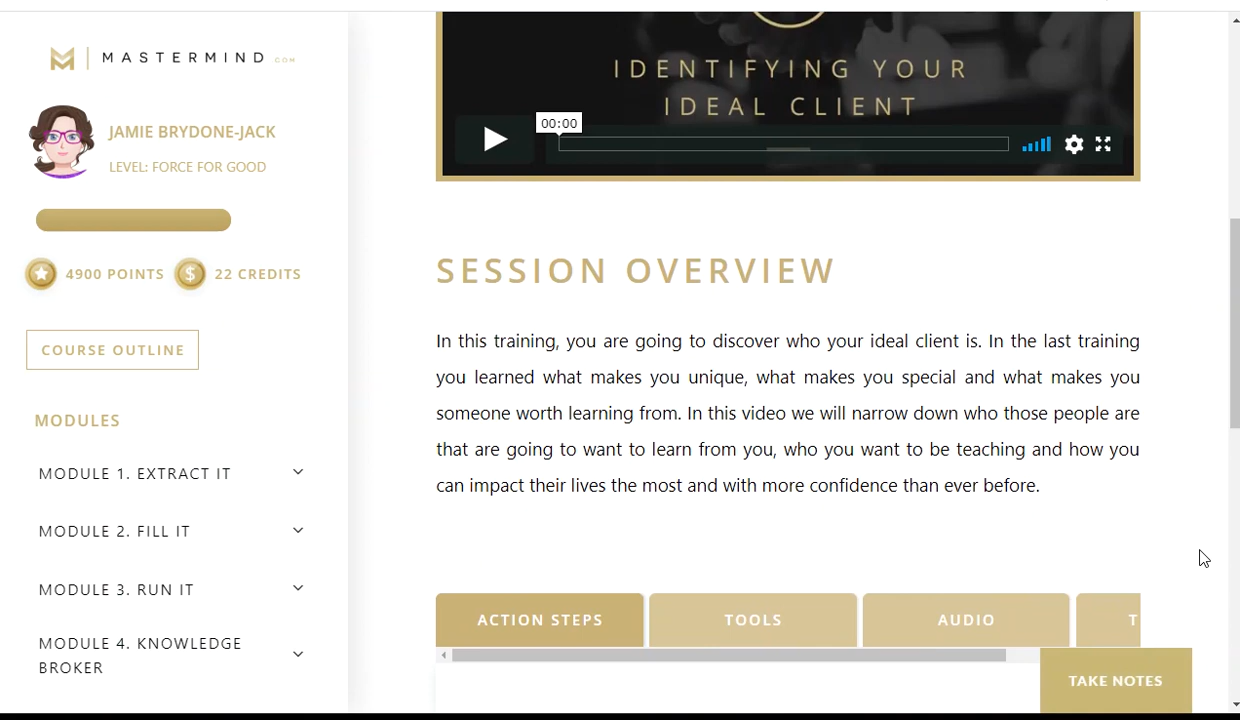 MASTERMIND .COM
JAMIE BRYDONE-JACK
LEVEL: FORCE FOR GOOD
4900 POINTS
22 CREDITS
COURSE OUTLINE
MODULES
MODULE 1. EXTRACT IT
MODULE 2. FILL IT
MODULE 3. RUN IT
MODULE 4. KNOWLEDGE
BROKER
IDENTIFYING YOUR
IDEAL CLIENT
00:00
SESSION OVERVIEW
In this training, you are going to discover who your ideal client is. In the last training
you learned what makes you unique, what makes you special and what makes you
someone worth learning from. In this video we will narrow down who those people are
that are going to want to learn from you, who you want to be teaching and how you
can impact their lives the most and with more confidence than ever before.
ACTION STEPS
TOOLS
AUDIO
T
TAKE NOTES